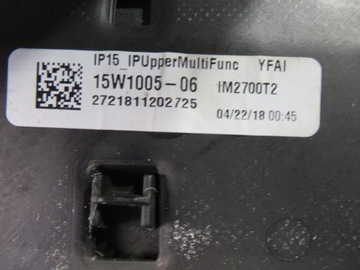 IP15_IPUpperMultiFunc YFAI
15W1005-06 IM2700T2
2721811202725
04/22/18 00:45